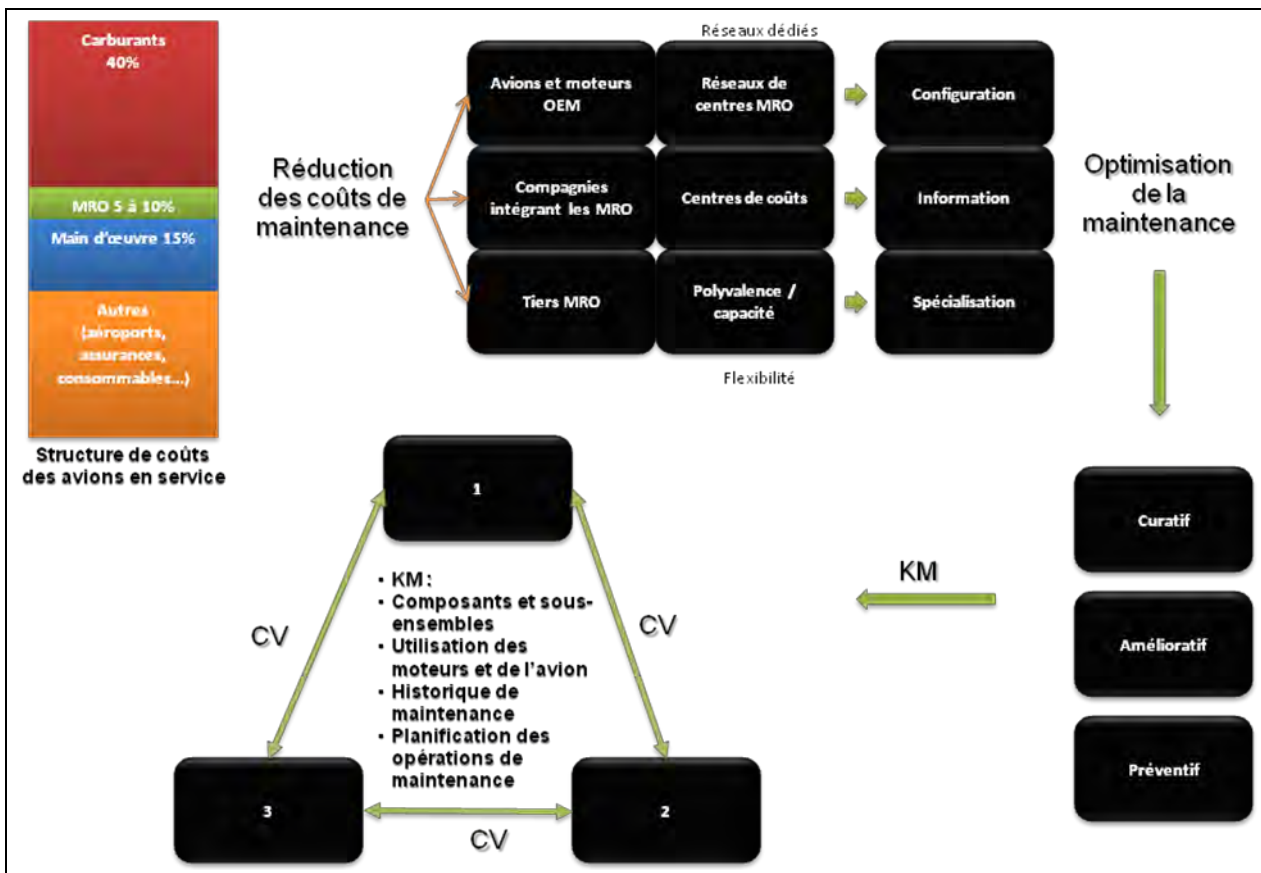 Carburants
40%
MRO 5 à 10%
Main d'œuvre 15%
Autres
(aéroports,
assurances,
consommables...)
Structure de coûts
des avions en service
Réduction
des coûts de
maintenance
Réseaux dédiés
Avions et moteurs
OEM
Réseaux de
centres MRO
Configuration
Compagnies
intégrant les MRO
Centres de coûts
Information
Tiers MRO
Polyvalence /
capacité
Spécialisation
Flexibilité
Optimisation
de la
maintenance
Curatif
Amélioratif
Préventif
KM
1
CV
CV
• KM :
• Composants et sous-
ensembles
• Utilisation des
moteurs et de l'avion
• Historique de
maintenance
• Planification des
opérations de
maintenance
3
2
CV